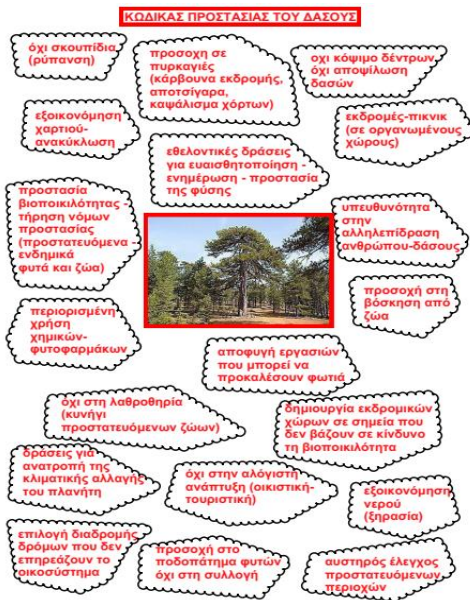 ΚΩΔΙΚΑΣ ΠΡΟΣΤΑΣΙΑΣ ΤΟΥ ΔΑΣΟΥΣ
όχι σκουπίδια
(ρύπανση)
προσοχη σε
πυρκαγιές
(κάρβουνα εκδρομής,
αποτσίγαρα,
καψάλισμα χόρτων)
οχι κόψιμο δέντρων,
όχι αποψίλωση
δασών
εξοικονόμηση
χαρτιού-
ανακύκλωση
εκδρομές-πικνικ
(σε οργανωμένους
χώρους)
εθελοντικές δράσεις
για ευαισθητοποίηση -
ενημέρωση - προστασία
της φύσης
προστασία
βιοποικιλότητας -
τήρηση νόμων
προστασίας
(προστατευόμενα -
ενδημικά
φυτά και ζώα)
υπευθυνότητα
στην
αλληλεπίδραση
ανθρώπου-δάσους
προσοχή στη
βόσκηση από
ζώα
περιορισμένη
χρήση
χημικών-
φυτοφαρμάκων
αποφυγή εργασιών
που μπορεί να
προκαλέσουν φωτιά
όχι στη λαθροθηρία
(κυνήγι
προστατευόμενων ζώων)
δημιουργία εκδρομικών
χώρων σε σημεία που
δεν βάζουν σε κίνδυνο
τη βιοποικιλότητα
δράσεις για
ανατροπή της
κλιματικής αλλαγής
του πλανήτη
όχι στην αλόγιστη
ανάπτυξη (οικιστική-
τουριστική)
εξοικονόμηση
νερού
(ξηρασία)
επιλογή διαδρομής
δρόμων που δεν
επηρεάζουν το
οικοσύστημα
προσοχή στο
ποδοπάτημα φυτών
όχι στη συλλογή
αυστηρός έλεγχος
προστατευόμενων
περιοχών